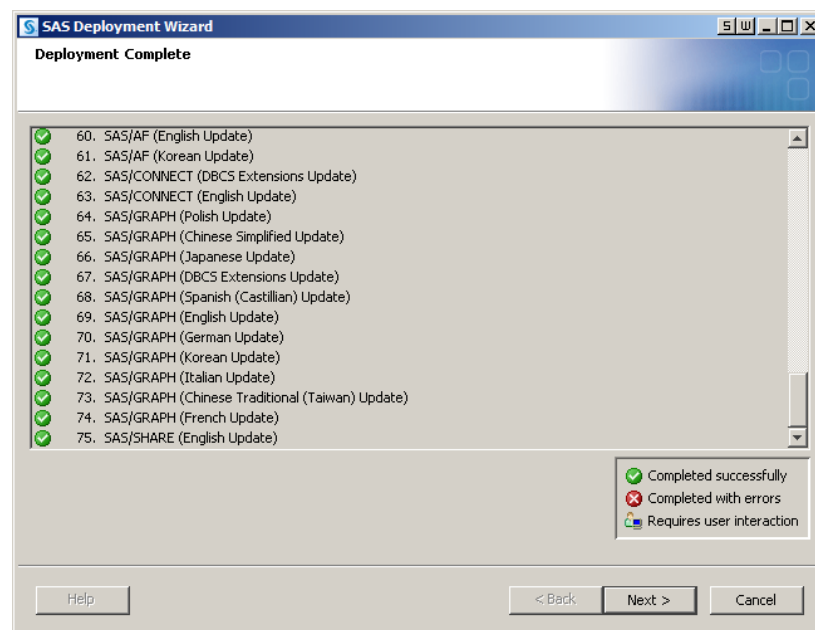 SAS Deployment Wizard
Deployment Complete
60. SAS/AF (English Update)
61. SAS/AF (Korean Update)
62. SAS/CONNECT (DBCS Extensions Update)
63. SAS/CONNECT (English Update)
64. SAS/GRAPH (Polish Update)
65. SAS/GRAPH (Chinese Simplified Update)
66. SAS/GRAPH (Japanese Update)
67. SAS/GRAPH (DBCS Extensions Update)
68. SAS/GRAPH (Spanish (Castillian) Update)
69. SAS/GRAPH (English Update)
70. SAS/GRAPH (German Update)
71. SAS/GRAPH (Korean Update)
72. SAS/GRAPH (Italian Update)
73. SAS/GRAPH (Chinese Traditional (Taiwan) Update)
74. SAS/GRAPH (French Update)
75. SAS/SHARE (English Update)
Completed successfully
Completed with errors
Requires user interaction
Help < Back Next > Cancel